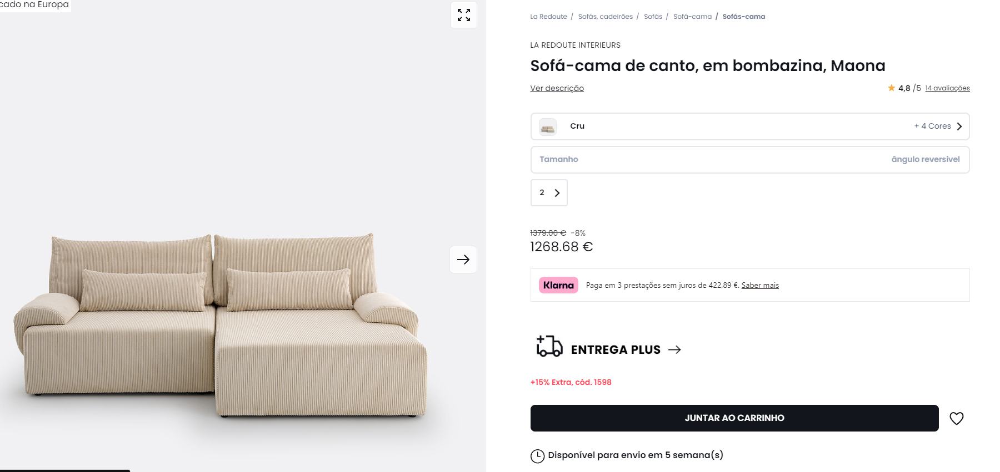 cado na Europa
La Redoute / Sofás, cadeirões / Sofás / Sofá-cama / Sofás-cama
LA REDOUTE INTERIEURS
Sofá-cama de canto, em bombazina, Maona
Ver descrição
4,8 /5 14 avaliações
Cru
+ 4 Cores
Tamanho
ângulo reversivel
2
1379.00 € -8%
1268.68 €
Klarna
Paga em 3 prestações sem juros de 422,89 €. Saber mais
ENTREGA PLUS
+15% Extra, cód. 1598
JUNTAR AO CARRINHO
Disponível para envio em 5 semana(s)